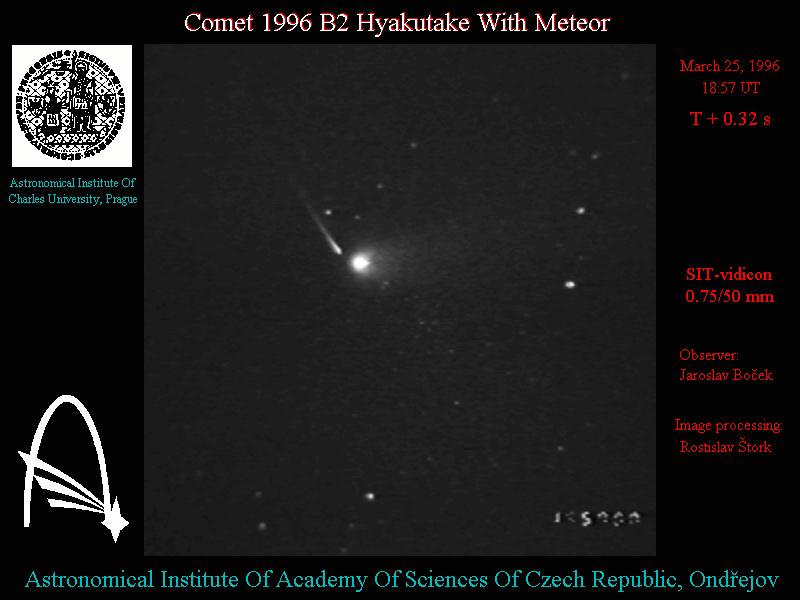 Comet 1996 B2 Hyakutake With Meteor
March 25, 1996
18:57 UT
T + 0.32 s
Astronomical Institute Of
Charles University, Prague
SIT-vidicon
0.75/50 mm
Observer:
Jaroslav Boček
Image processing:
Rostislav Štork
Astronomical Institute Of Academy Of Sciences Of Czech Republic, Ondřejov